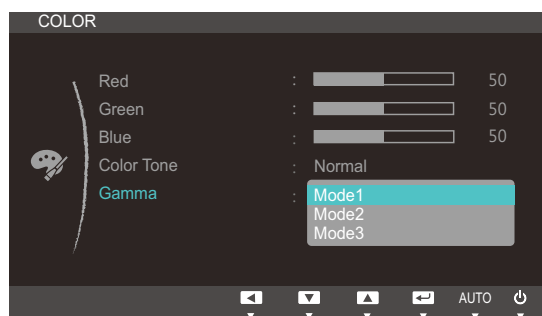 COLOR
Red : 50
Green : 50
Blue : 50
Color Tone : Normal
Gamma : Mode1
Mode2
Mode3
AUTO